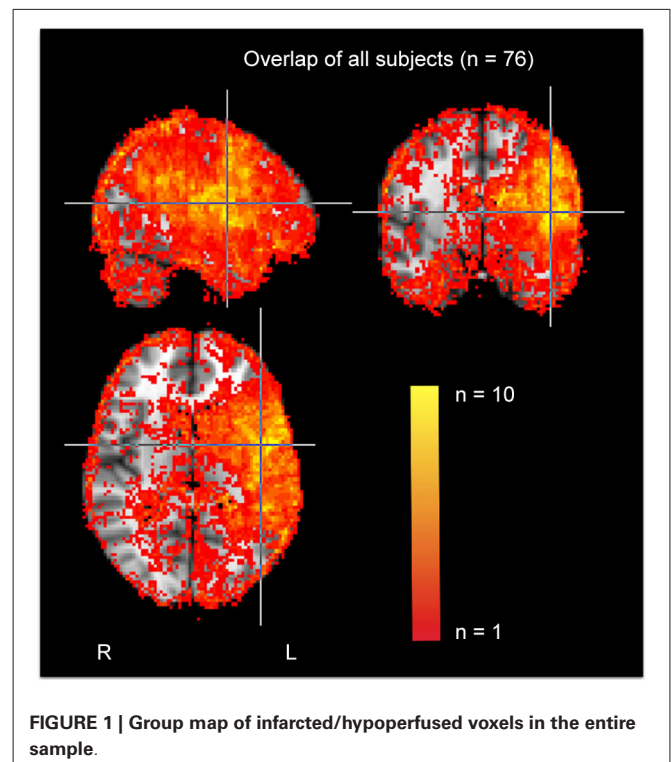 Overlap of all subjects (n = 76)
n = 10
n = 1
R
L
FIGURE 1 | Group map of infarcted/hypoperfused voxels in the entire
sample.